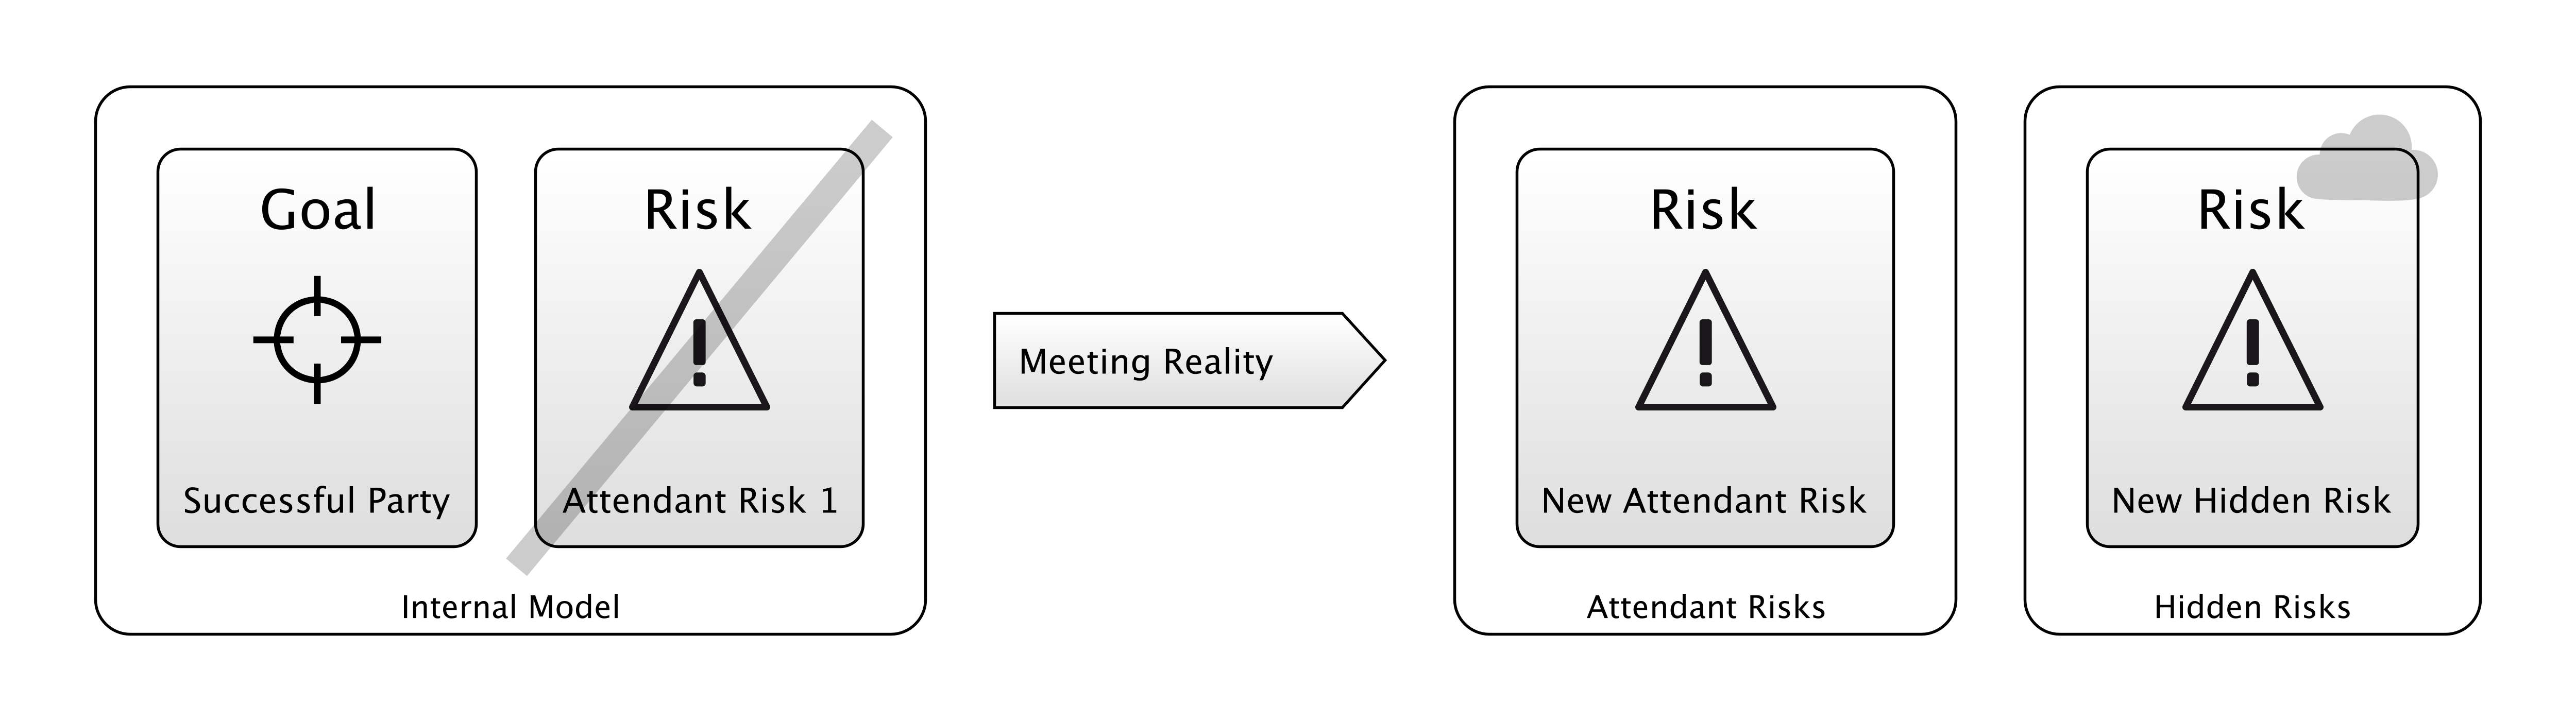 Goal
Successful Party
Risk
Attendant Risk 1
Internal Model
Meeting Reality
Risk
New Attendant Risk
Attendant Risks
Risk
New Hidden Risk
Hidden Risks